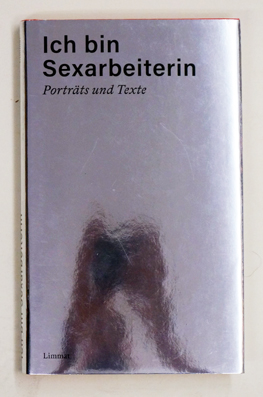 Ich bin
Sexarbeiterin
Porträts und Texte
Limmat